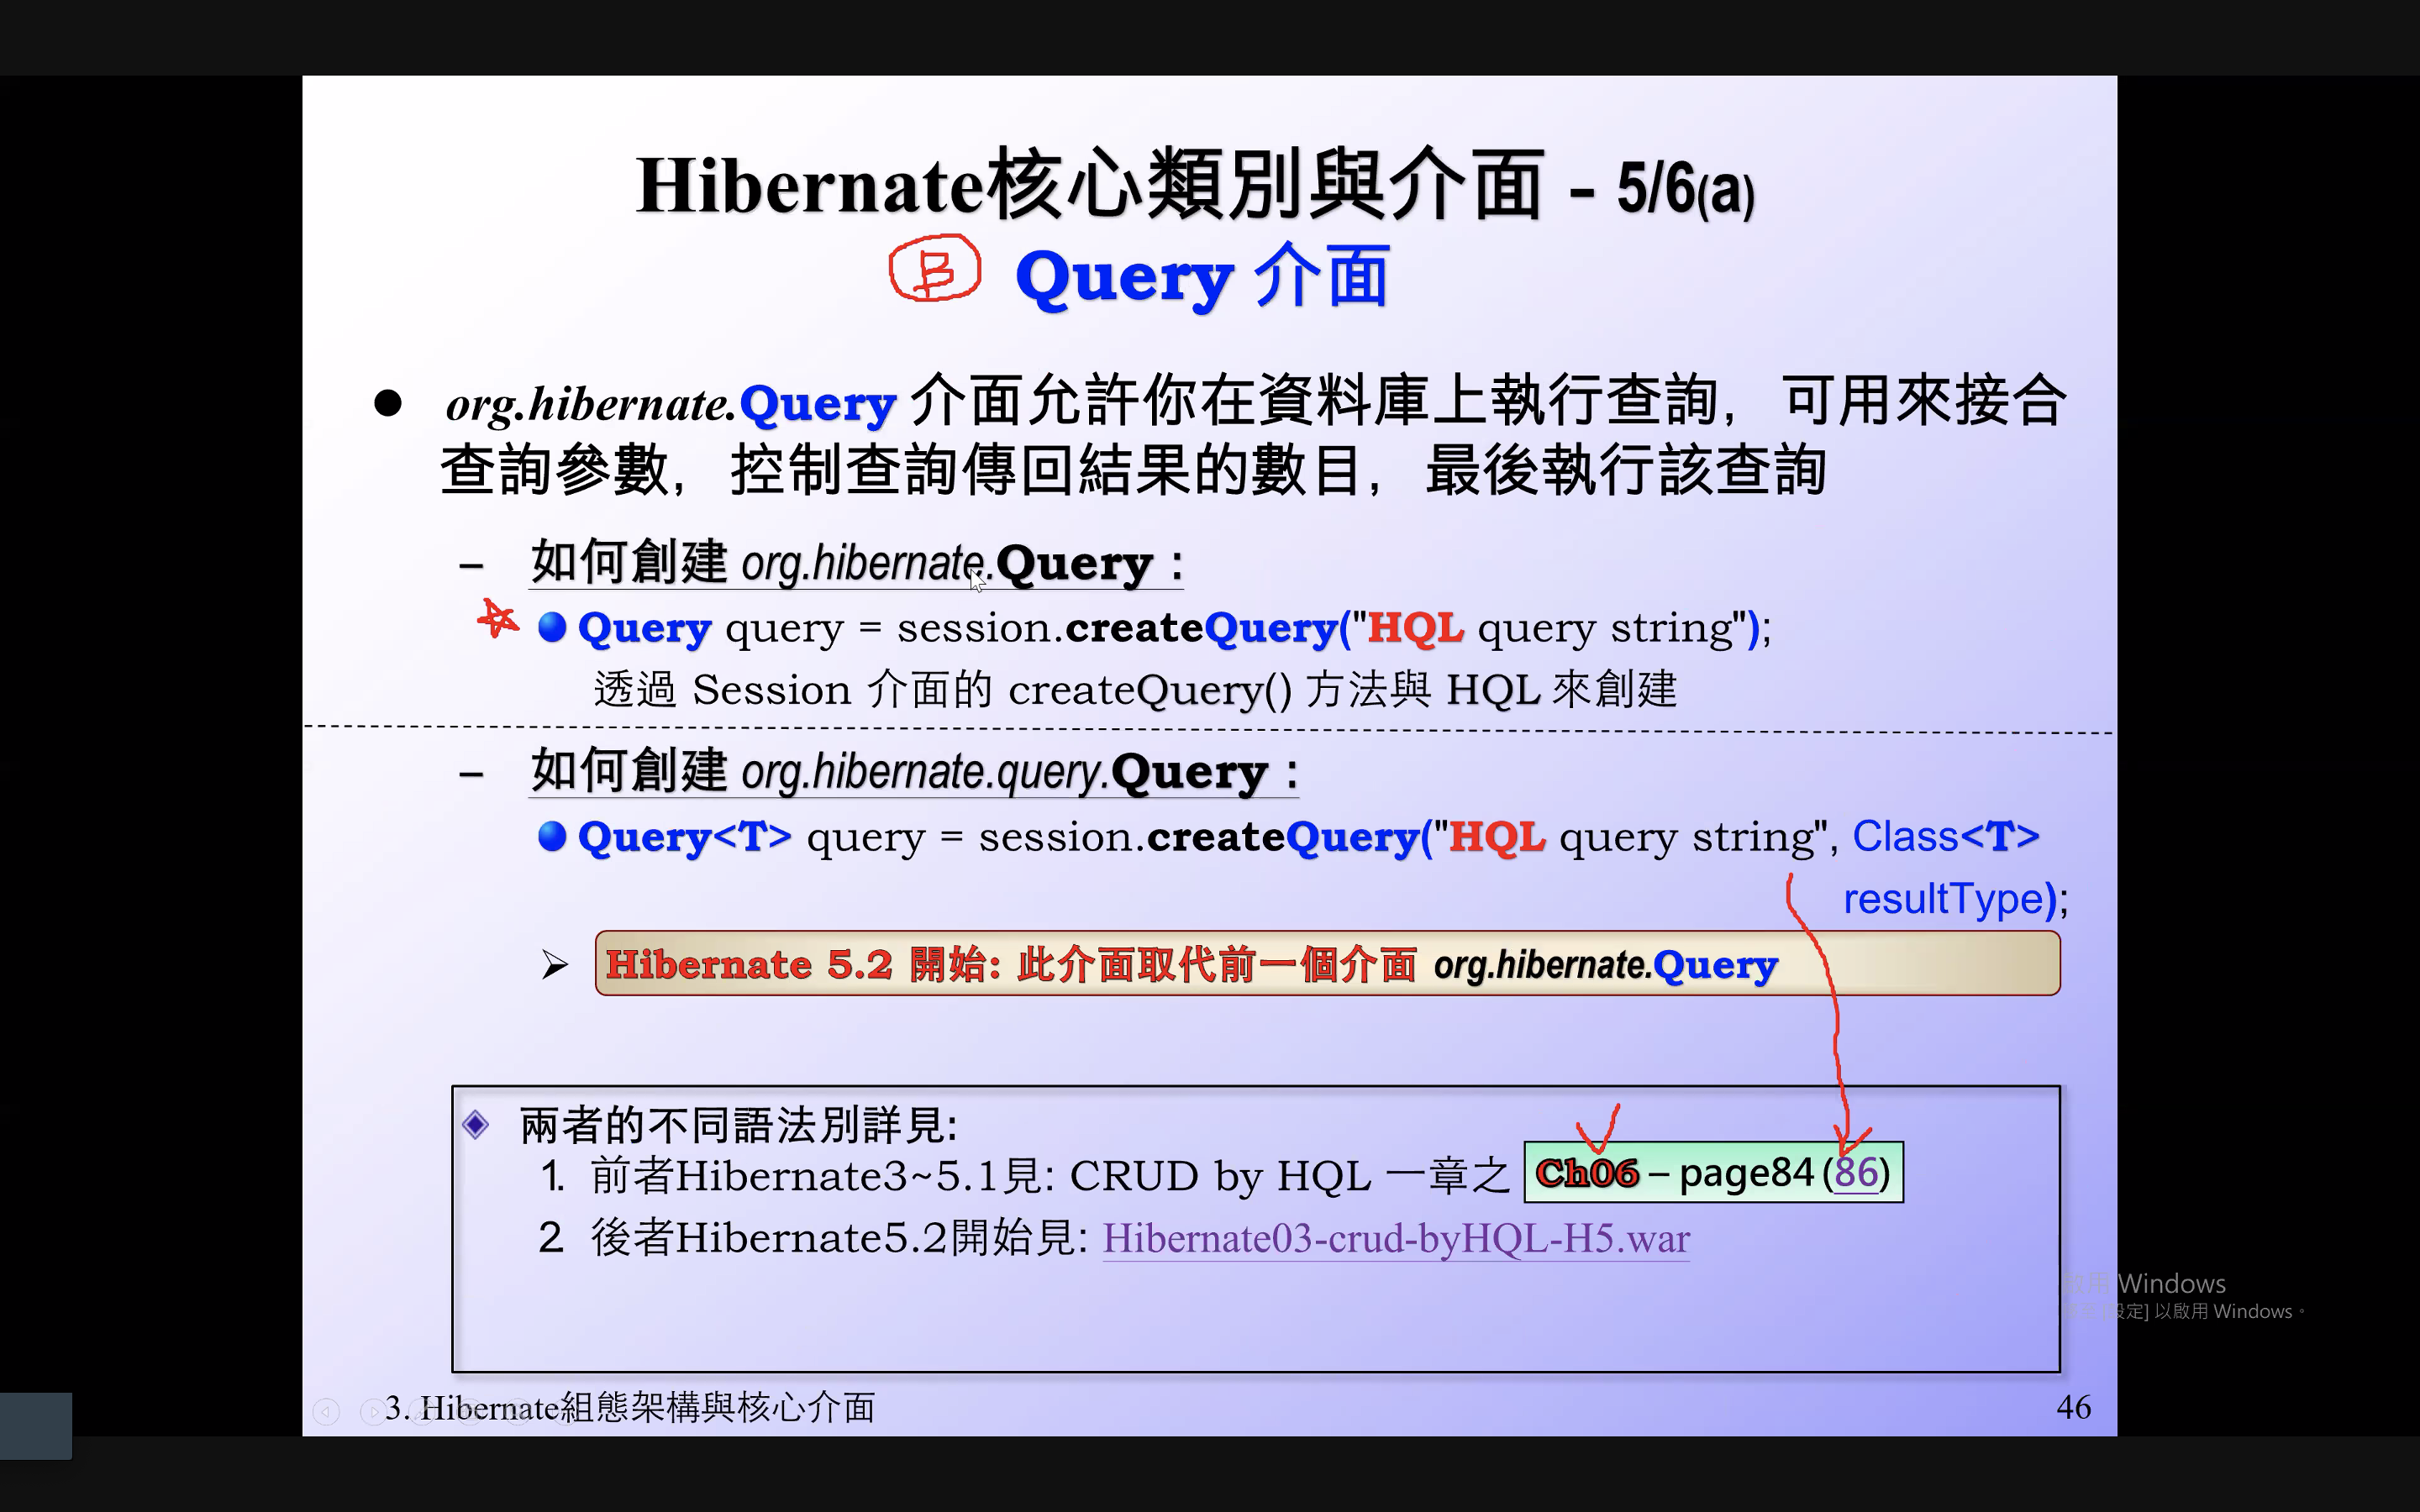 Hibernate核心類別與介面 - 5/6(a)
B Query 介面
● org.hibernate.Query 介面允許你在資料庫上執行查詢, 可用來接合
查詢參數, 控制查詢傳回結果的數目, 最後執行該查詢
– 如何創建 org.hibernate.Query :
Query query = session.createQuery("HQL query string");
透過 Session 介面的 createQuery() 方法與 HQL 來創建
– 如何創建 org.hibernate.query.Query :
Query<T> query = session.createQuery("HQL query string", Class<T>
resultType);
➢ Hibernate 5.2 開始: 此介面取代前一個介面 org.hibernate.Query
兩者的不同語法別詳見:
1. 前者Hibernate3~5.1見: CRUD by HQL 一章之 Ch06 – page84 (86)
2 後者Hibernate5.2開始見: Hibernate03-crud-byHQL-H5.war
Windows
設定] 以啟用 Windows。
3. Hibernate組態架構與核心介面
46